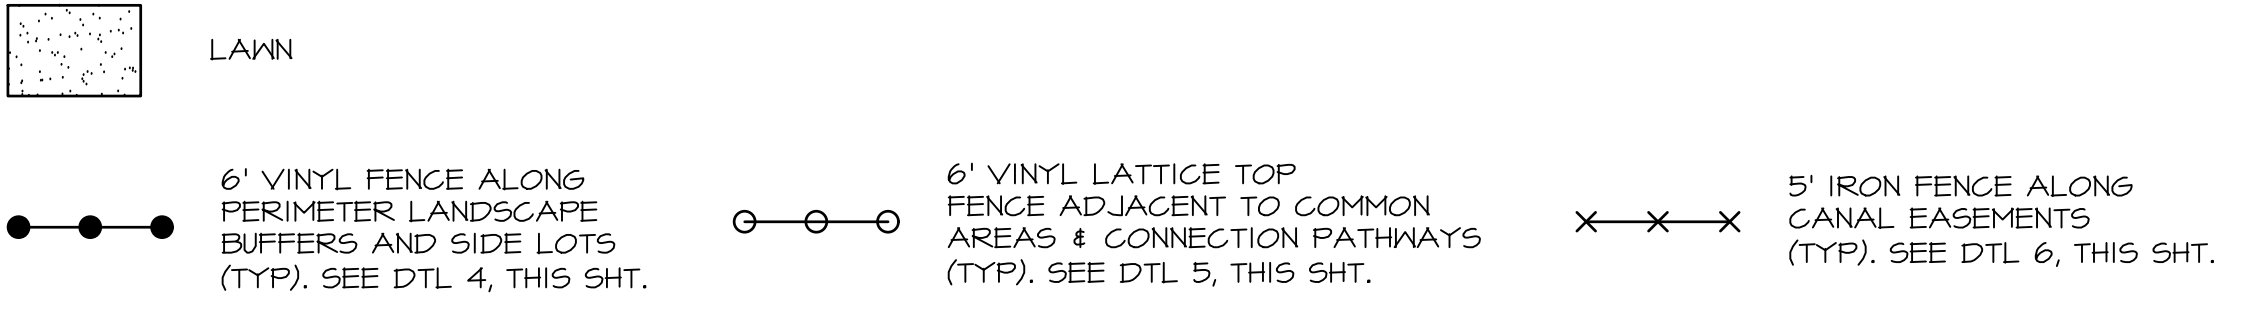 LAWN
6' VINYL FENCE ALONG
PERIMETER LANDSCAPE
BUFFERS AND SIDE LOTS
(TYP). SEE DTL 4, THIS SHT.
6' VINYL LATTICE TOP
FENCE ADJACENT TO COMMON
AREAS & CONNECTION PATHWAYS
(TYP). SEE DTL 5, THIS SHT.
5' IRON FENCE ALONG
CANAL EASEMENTS
(TYP). SEE DTL 6, THIS SHT.